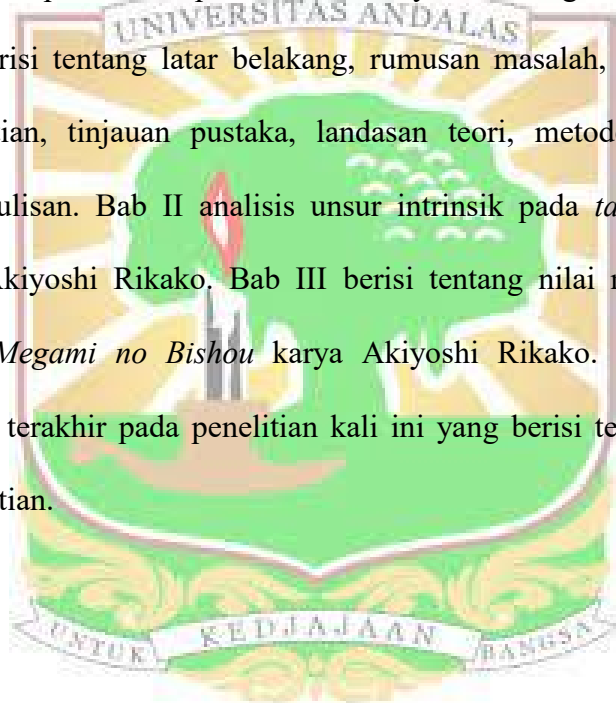 UNIVERSITAS ANDALAS
risi tentang latar belakang, rumusan masalah,
tian, tinjauan pustaka, landasan teori, metod
ulisan. Bab II analisis unsur intrinsik pada ta
Akiyoshi Rikako. Bab III berisi tentang nilai
Megami no Bishou karya Akiyoshi Rikako.
terakhir pada penelitian kali ini yang berisi te
tian.
UNTUK KEDJAJAAN BANGSA